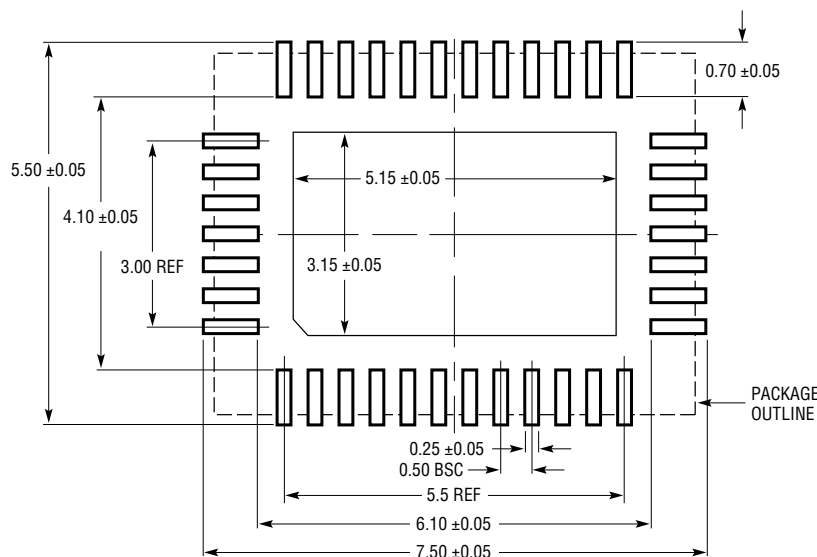 0.70 ±0.05
5.50 ±0.05
5.15 ±0.05
4.10 ±0.05
3.00 REF
3.15 ±0.05
PACKAGE
OUTLINE
0.25 ±0.05
0.50 BSC
5.5 REF
6.10 ±0.05
7.50 ±0.05